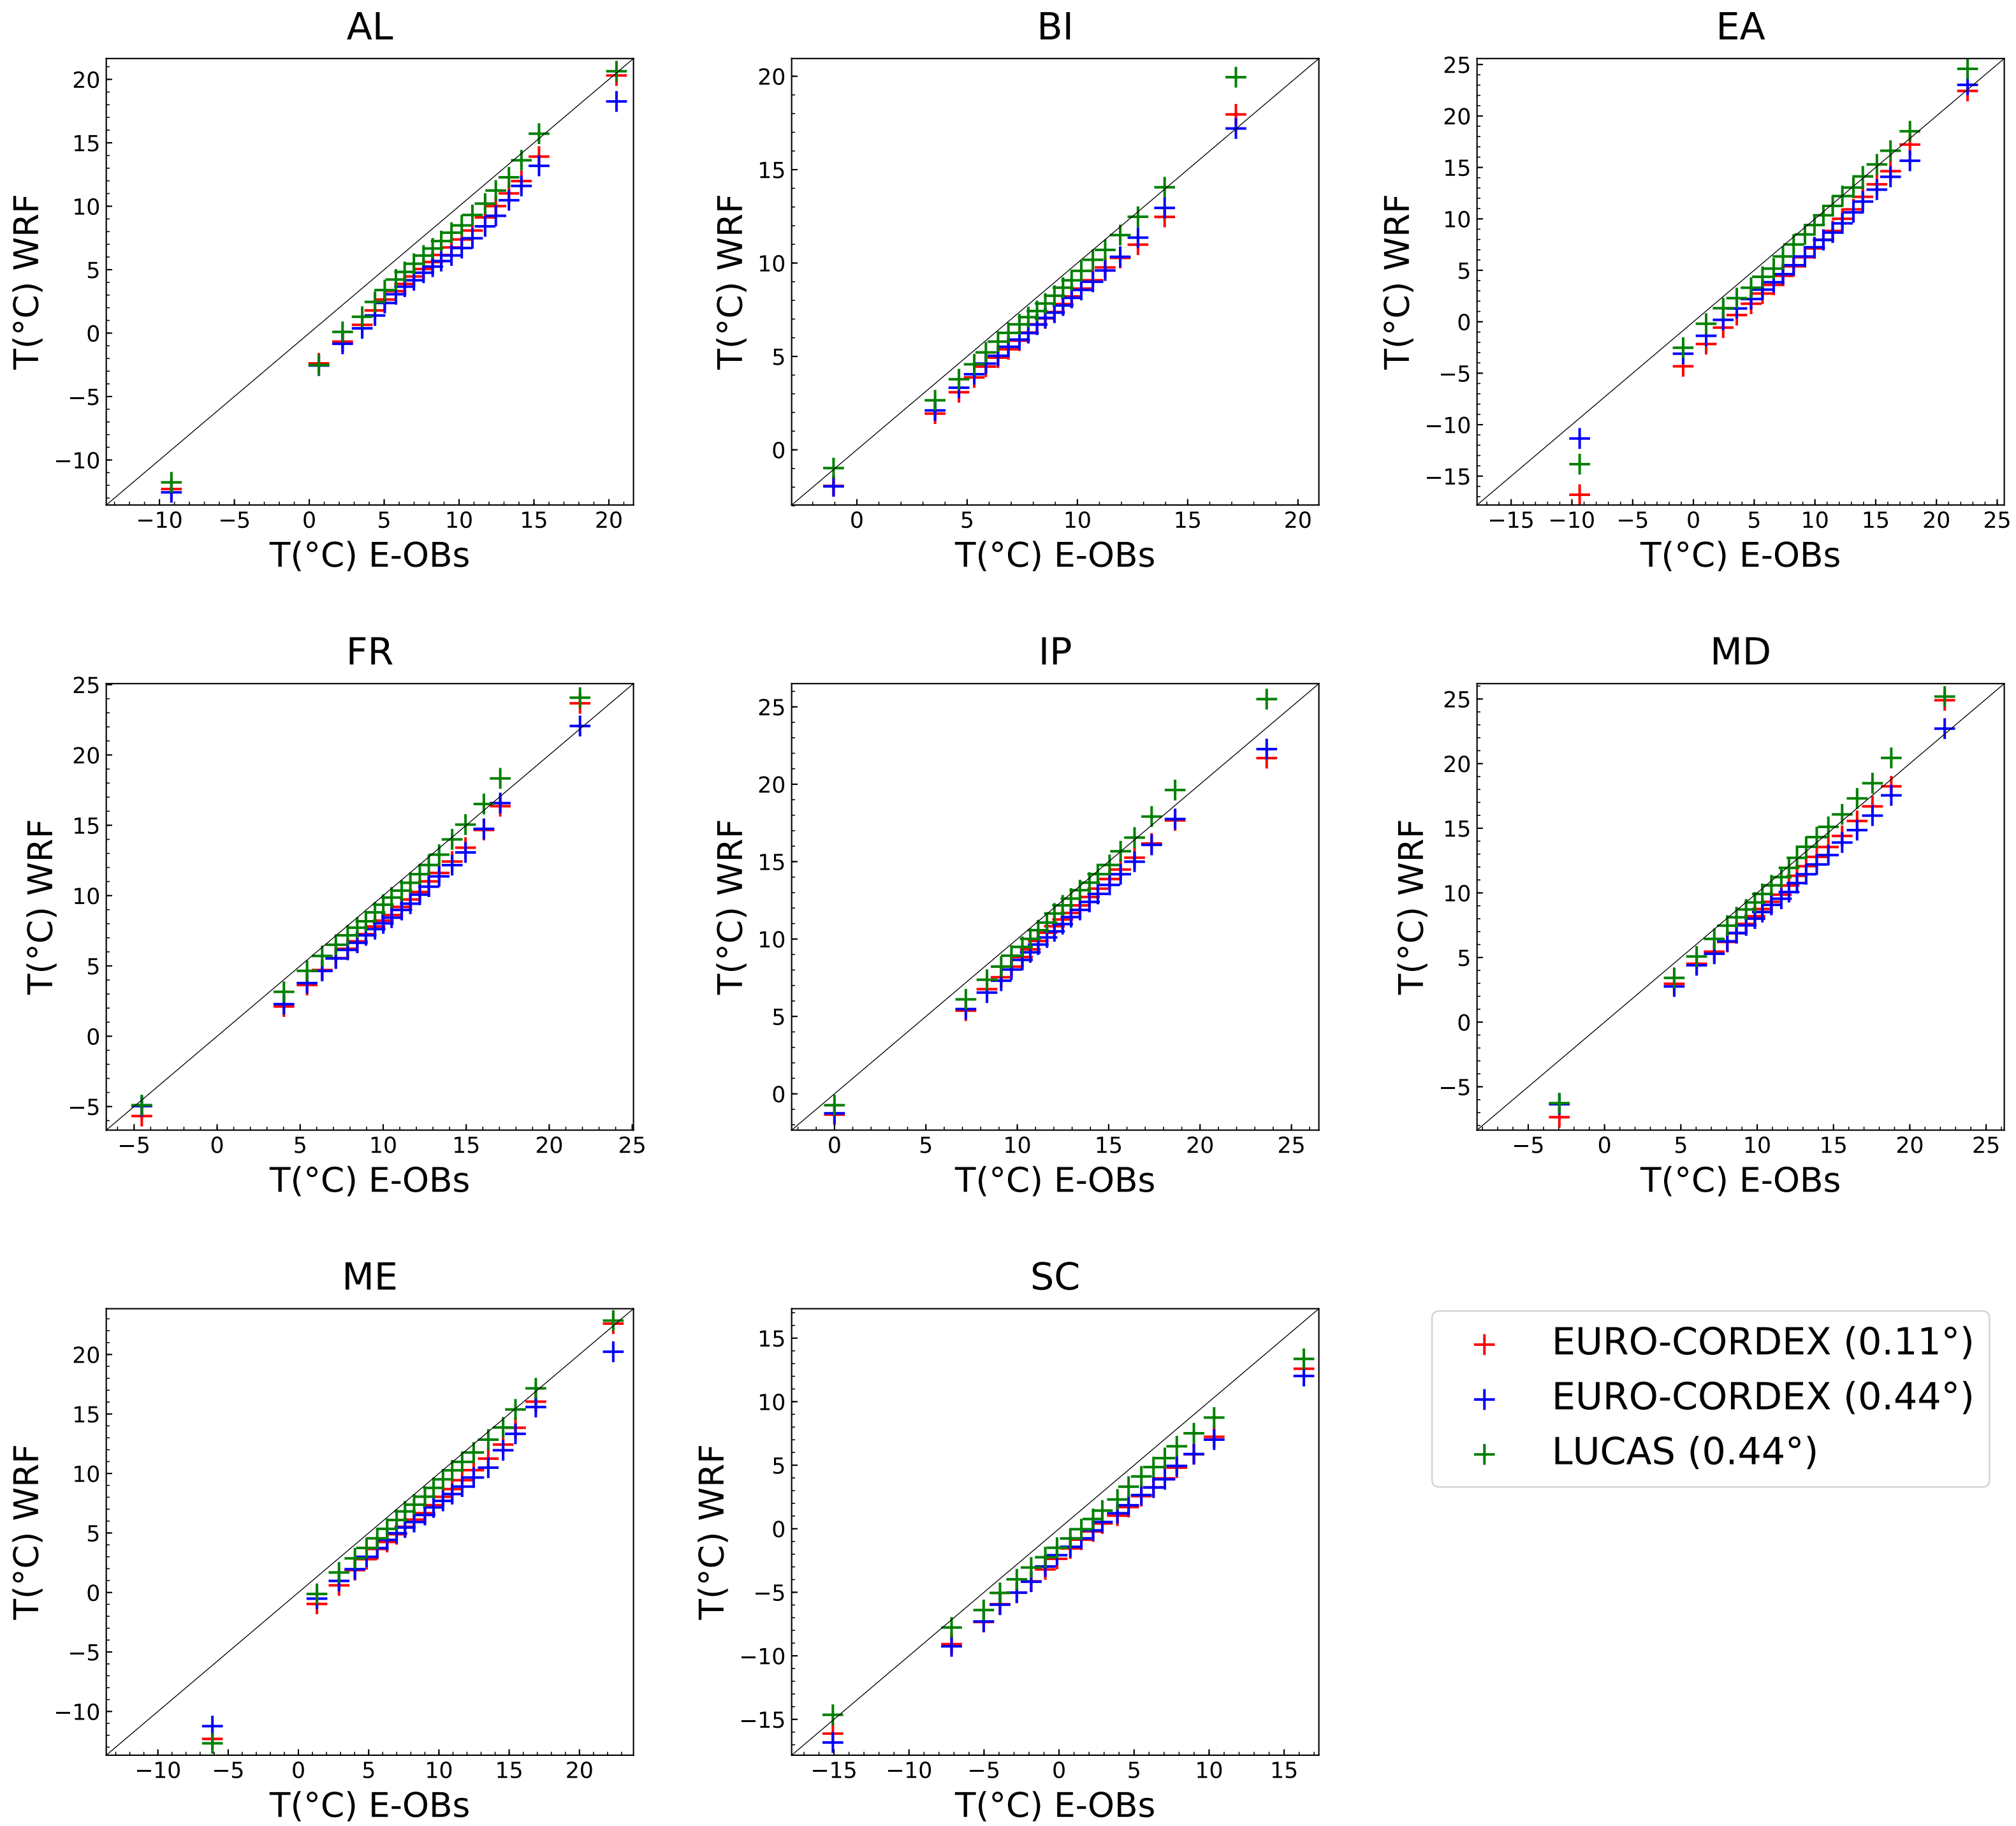 AL
20
15
10
5
0
−5
−10
T(°C) WRF
−10 −5 0 5 10 15 20
T(°C) E-OBs
BI
20
15
10
5
0
T(°C) WRF
0 5 10 15 20
T(°C) E-OBs
EA
25
20
15
10
5
0
−5
−10
−15
T(°C) WRF
−15 −10 −5 0 5 10 15 20 25
T(°C) E-OBs
FR
25
20
15
10
5
0
−5
T(°C) WRF
−5 0 5 10 15 20 25
T(°C) E-OBs
IP
25
20
15
10
5
0
T(°C) WRF
0 5 10 15 20 25
T(°C) E-OBs
MD
25
20
15
10
5
0
−5
T(°C) WRF
−5 0 5 10 15 20 25
T(°C) E-OBs
ME
20
15
10
5
0
−5
−10
T(°C) WRF
−10 −5 0 5 10 15 20
T(°C) E-OBs
SC
15
10
5
0
−5
−10
−15
T(°C) WRF
−15 −10 −5 0 5 10 15
T(°C) E-OBs
EURO-CORDEX (0.11°)
EURO-CORDEX (0.44°)
LUCAS (0.44°)